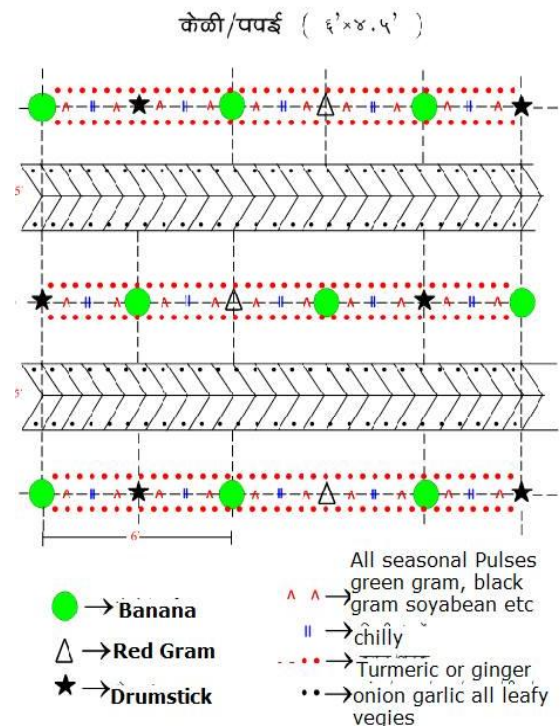 केळी/पपई ( ६'×४.५' )
5'
5'
6'
Banana
Red Gram
Drumstick
All seasonal Pulses
green gram, black
gram soyabean etc
chilly
Turmeric or ginger
onion garlic all leafy
vegies